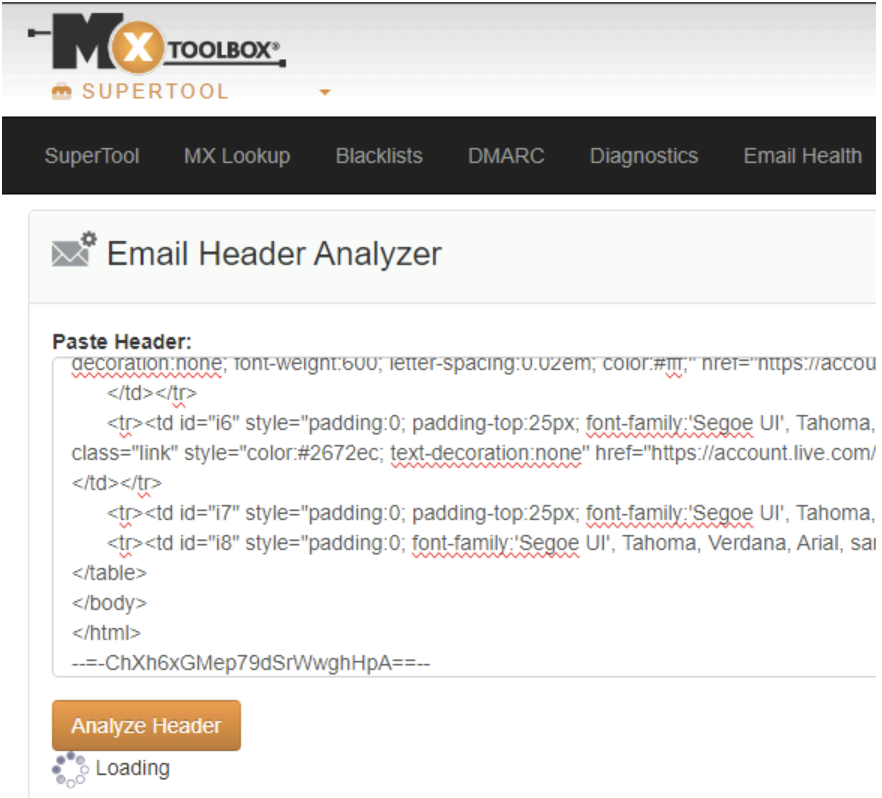 MX TOOLBOX®
SUPERTOOL
SuperTool MX Lookup Blacklists DMARC Diagnostics Email Health
Email Header Analyzer
Paste Header:
decoration:none; font-weight:600; letter-spacing:0.02em; color:#fff;" href="https://accou
</td></tr>
<tr><td id="i6" style="padding:0; padding-top:25px; font-family:'Segoe UI', Tahoma,
class="link" style="color:#2672ec; text-decoration:none" href="https://account.live.com/
</td></tr>
<tr><td id="i7" style="padding:0; padding-top:25px; font-family:'Segoe UI', Tahoma,
<tr><td id="i8" style="padding:0; font-family:'Segoe UI', Tahoma, Verdana, Arial, sar
</table>
</body>
</html>
--=-ChXh6xGMep79dSrWwghHpA==--
Analyze Header
Loading